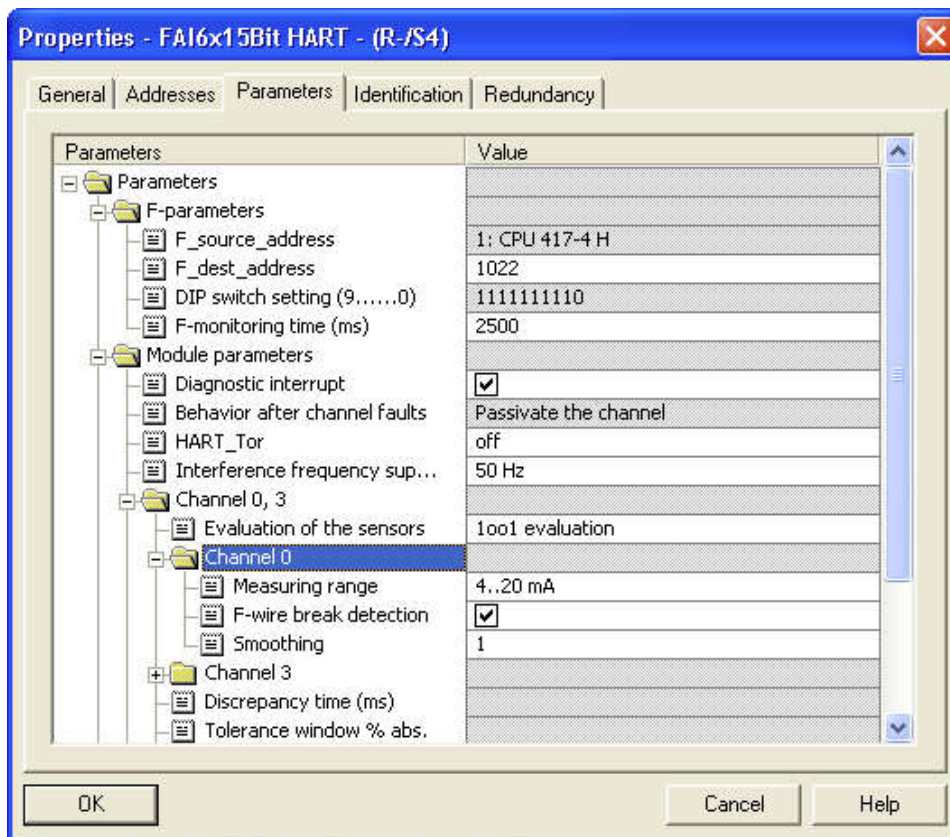 Properties - FAI6x15Bit HART - (R-/S4)
General Addresses Parameters Identification Redundancy
Parameters Value
Parameters
F-parameters
F_source_address 1: CPU 417-4 H
F_dest_address 1022
DIP switch setting (9......0) 1111111110
F-monitoring time (ms) 2500
Module parameters
Diagnostic interrupt
Behavior after channel faults Passivate the channel
HART_Tor off
Interference frequency sup... 50 Hz
Channel 0, 3
Evaluation of the sensors 1oo1 evaluation
Channel 0
Measuring range 4..20 mA
F-wire break detection
Smoothing 1
Channel 3
Discrepancy time (ms)
Tolerance window % abs.
OK Cancel Help